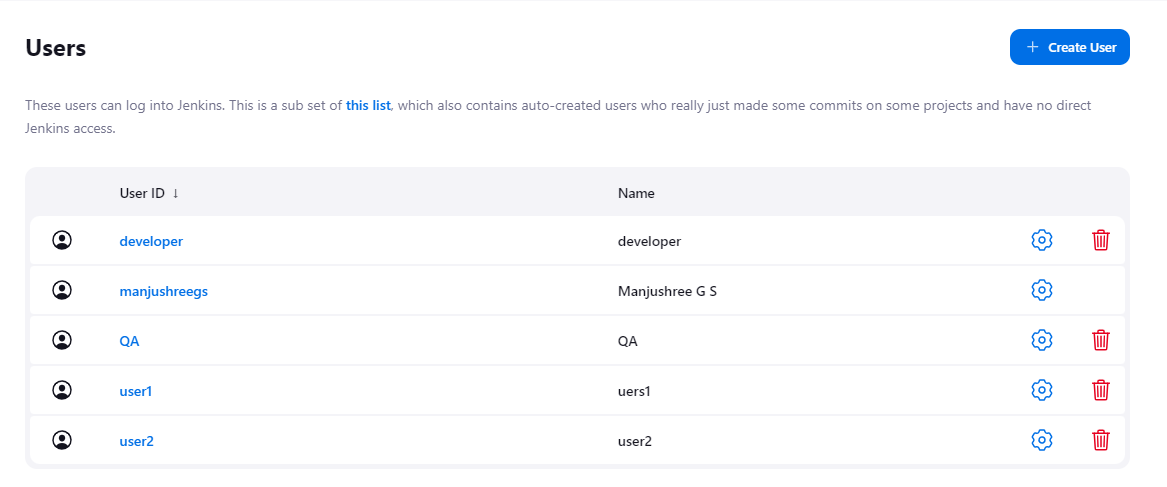 Users
+ Create User
These users can log into Jenkins. This is a sub set of this list, which also contains auto-created users who really just made some commits on some projects and have no direct
Jenkins access.
User ID ↓ Name
developer developer
manjushreegs Manjushree G S
QA QA
user1 uers1
user2 user2